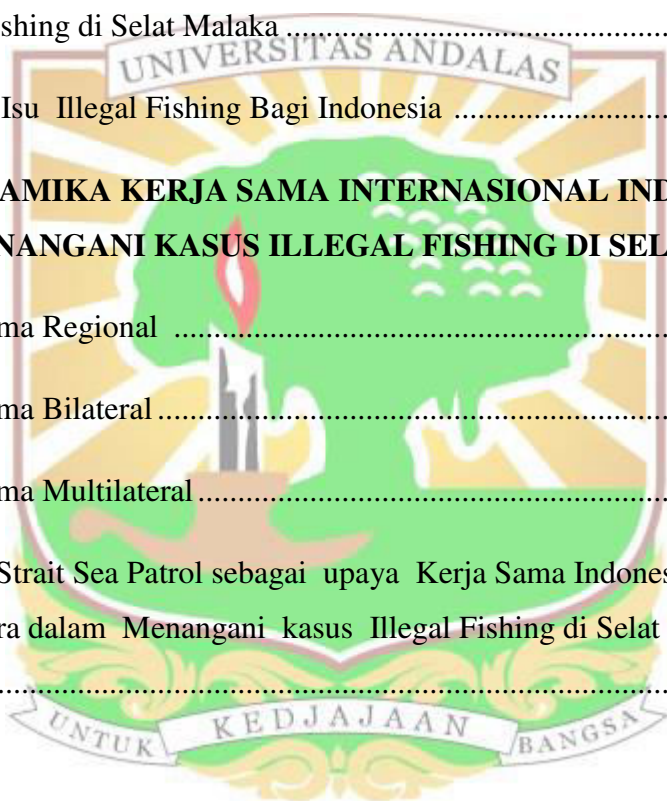 shing di Selat Malaka ................................................
UNIVERSITAS ANDALAS
Isu Illegal Fishing Bagi Indonesia ...........................
AMIKA KERJA SAMA INTERNASIONAL IND
NANGANI KASUS ILLEGAL FISHING DI SEL
ma Regional ..............................................................
ma Bilateral ................................................................
ma Multilateral ...........................................................
Strait Sea Patrol sebagai upaya Kerja Sama Indones
ra dalam Menangani kasus Illegal Fishing di Selat
....................................................................................
UNTUK KEDJAJAAN BANGSA